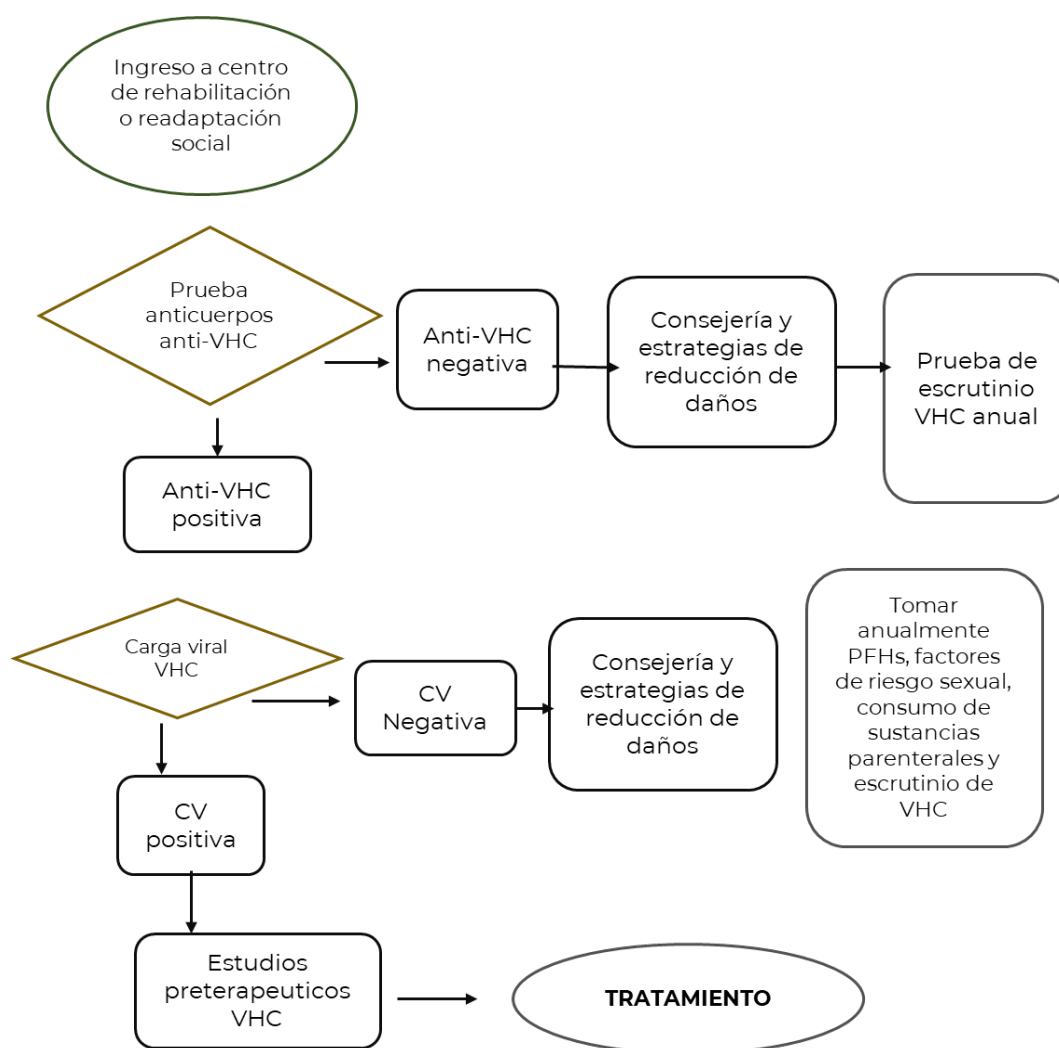 Ingreso a centro
de rehabilitación
o readaptación
social
Prueba
anticuerpos
anti-VHC
Anti-VHC
negativa
Consejería y
estrategias de
reducción de
daños
Prueba de
escrutinio
VHC anual
Anti-VHC
positiva
Carga viral
VHC
CV
Negativa
Consejería y
estrategias de
reducción de
daños
Tomar
anualmente
PFHs, factores
de riesgo sexual,
consumo de
sustancias
parenterales y
escrutinio de
VHC
CV
positiva
Estudios
preterapeuticos
VHC
TRATAMIENTO